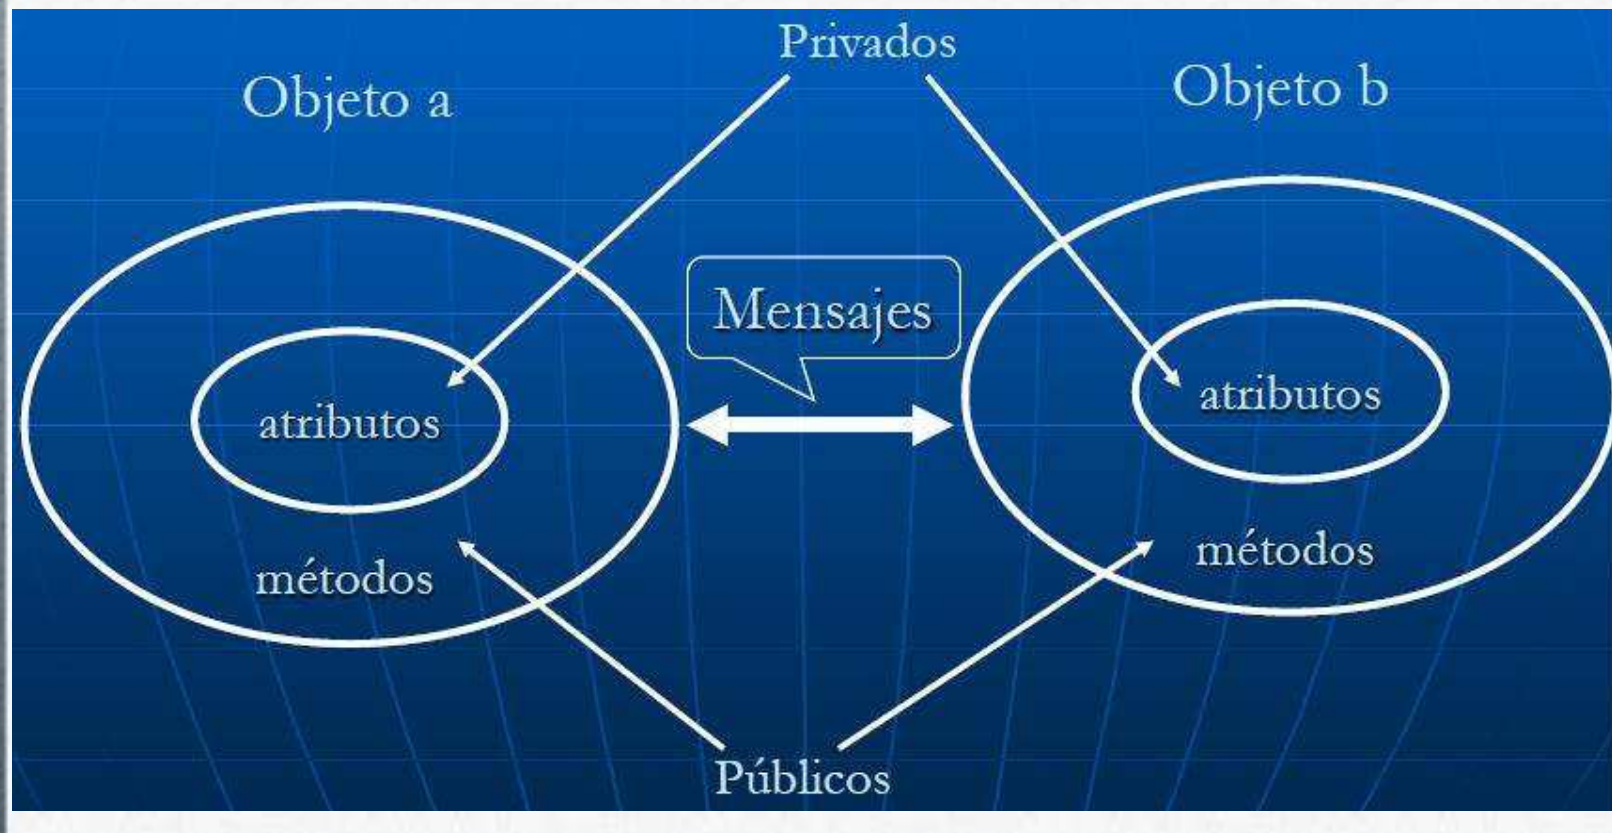 Privados
Objeto a
Objeto b
Mensajes
atributos
atributos
métodos
métodos
Públicos